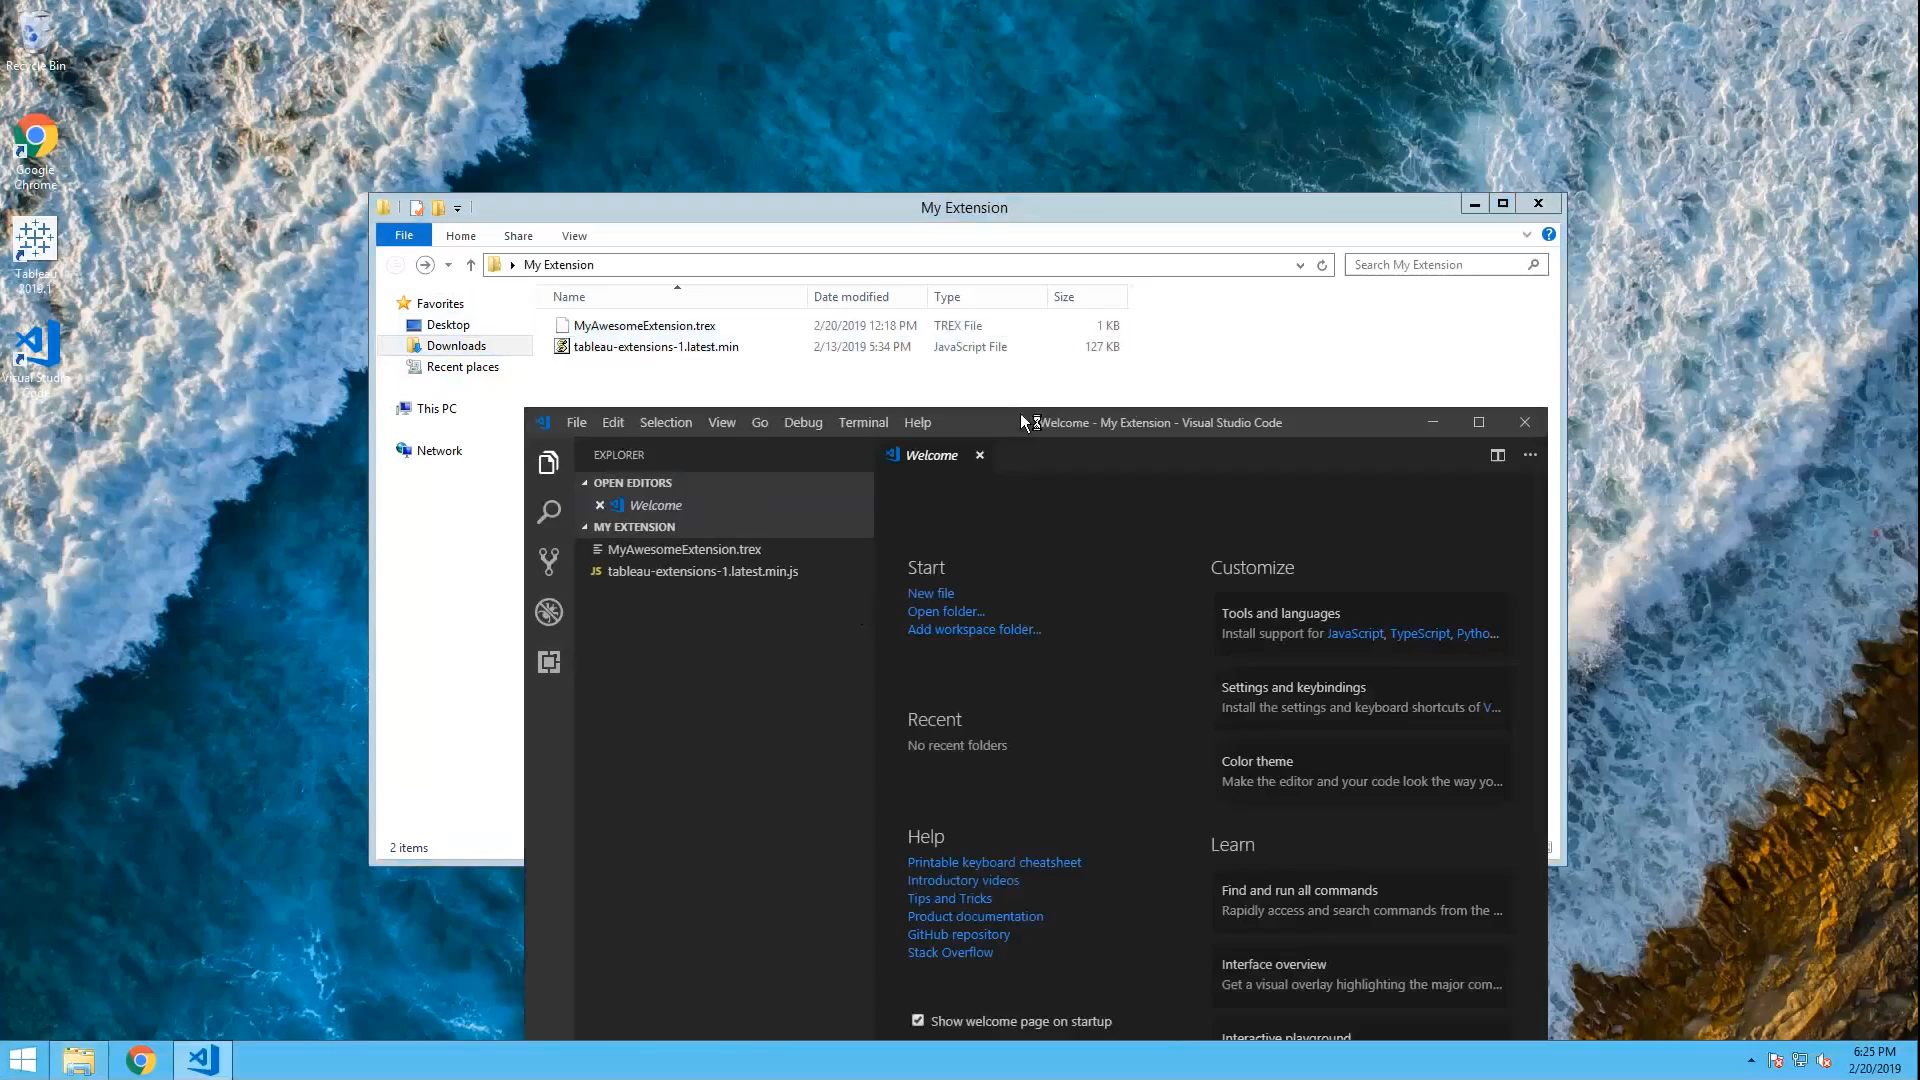 Recycle Bin
Google
Chrome
Tableau
2019.1
Visual Studio
Code
My Extension
File
Home
Share
View
My Extension
Search My Extension
Name
Date modified
Type
Size
Favorites
Desktop
Downloads
Recent places
This PC
Network
MyAwesomeExtension.trex
2/20/2019 12:18 PM
TREX File
1 KB
tableau-extensions-1.latest.min
2/13/2019 5:34 PM
JavaScript File
127 KB
2 items
File Edit Selection View Go Debug Terminal Help
Welcome - My Extension - Visual Studio Code
EXPLORER
OPEN EDITORS
Welcome
MY EXTENSION
MyAwesomeExtension.trex
JS tableau-extensions-1.latest.min.js
Welcome
Start
New file
Open folder...
Add workspace folder...
Recent
No recent folders
Help
Printable keyboard cheatsheet
Introductory videos
Tips and Tricks
Product documentation
GitHub repository
Stack Overflow
Show welcome page on startup
Customize
Tools and languages
Install support for JavaScript, TypeScript, Pytho...
Settings and keybindings
Install the settings and keyboard shortcuts of V...
Color theme
Make the editor and your code look the way yo...
Learn
Find and run all commands
Rapidly access and search commands from the ...
Interface overview
Get a visual overlay highlighting the major com...
Interactive playground
6:25 PM
2/20/2019